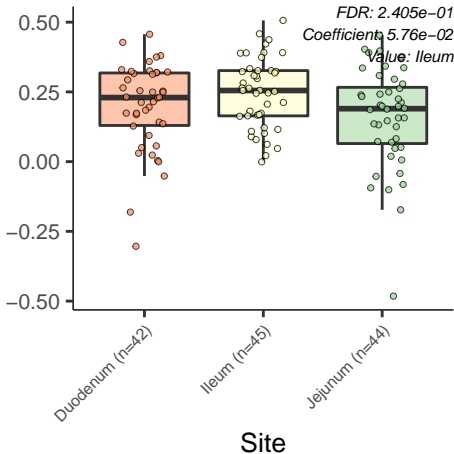 FDR: 2.405e−01
Coefficient: 5.76e−02
Value: Ileum
0.50
0.25
0.00
−0.25
−0.50
Duodenum (n=42)
Ileum (n=45)
Jejunum (n=44)
Site